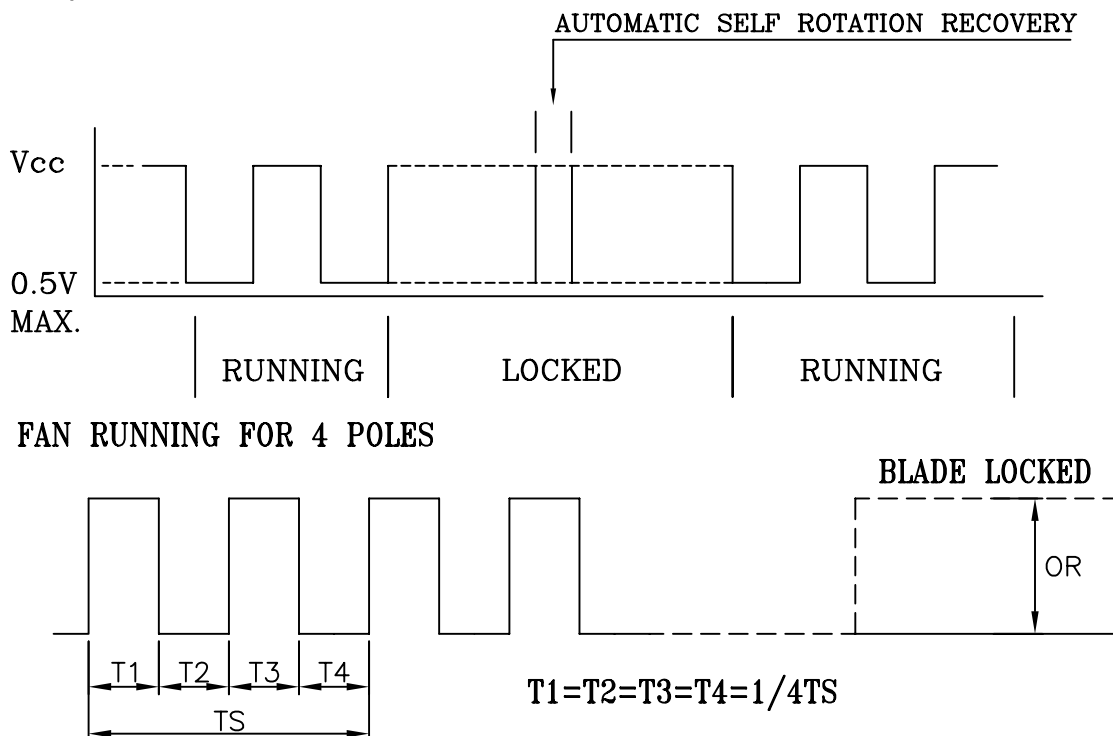 AUTOMATIC SELF ROTATION RECOVERY
Vcc
0.5V
MAX.
RUNNING LOCKED RUNNING
FAN RUNNING FOR 4 POLES
BLADE LOCKED
OR
T1 T2 T3 T4
T1=T2=T3=T4=1/4TS
TS